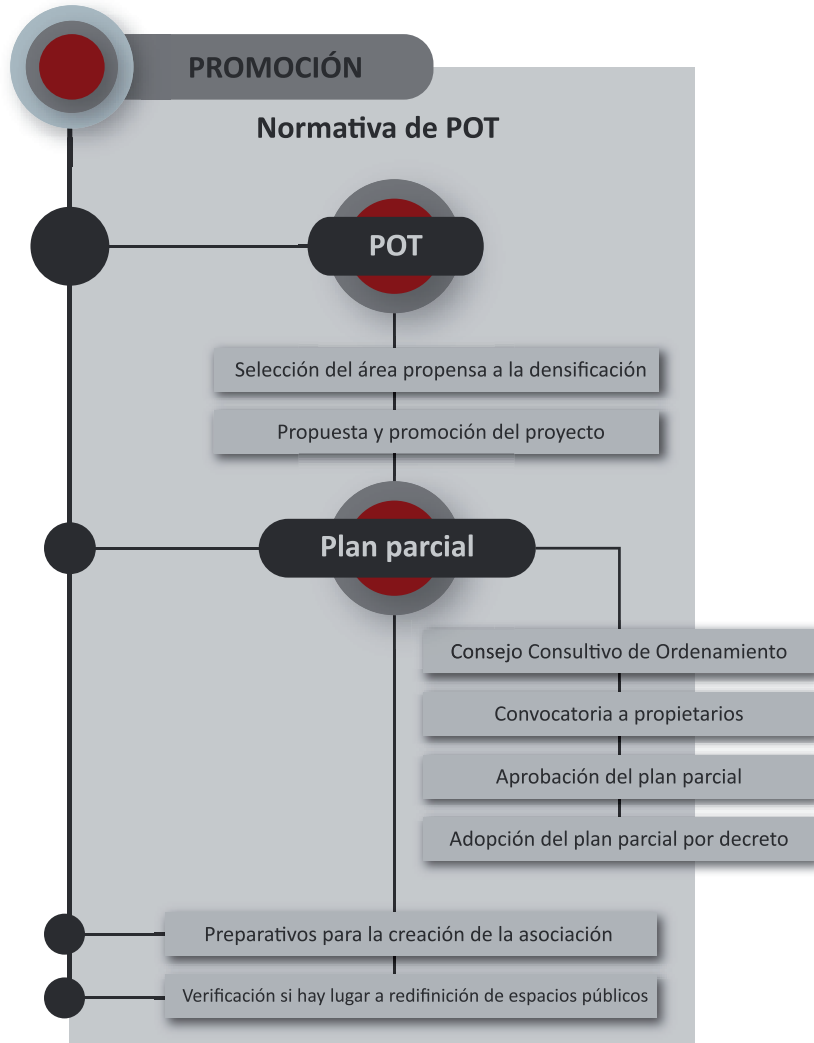 PROMOCIÓN
Normativa de POT
POT
Selección del área propensa a la densificación
Propuesta y promoción del proyecto
Plan parcial
Consejo Consultivo de Ordenamiento
Convocatoria a propietarios
Aprobación del plan parcial
Adopción del plan parcial por decreto
Preparativos para la creación de la asociación
Verificación si hay lugar a redifinición de espacios públicos